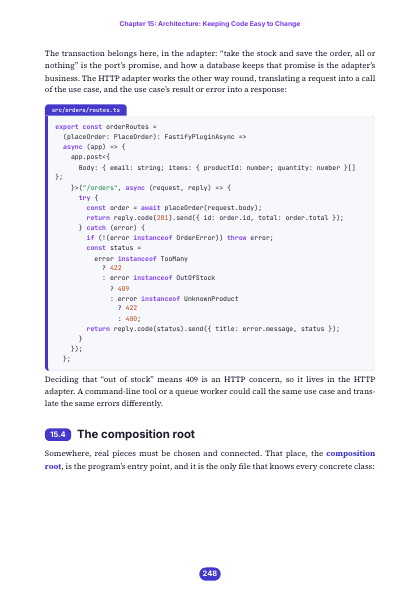 Chapter 15: Architecture: Keeping Code Easy to Change
The transaction belongs here, in the adapter: “take the stock and save the order, all or
nothing” is the port’s promise, and how a database keeps that promise is the adapter’s
business. The HTTP adapter works the other way round, translating a request into a call
of the use case, and the use case’s result or error into a response:
src/orders/routes.ts
export const orderRoutes =
  (placeOrder: PlaceOrder): FastifyPluginAsync =>
  async (app) => {
    app.post<{
      Body: { email: string; items: { productId: number; quantity: number }[]
};
    }>("/orders", async (request, reply) => {
      try {
        const order = await placeOrder(request.body);
        return reply.code(201).send({ id: order.id, total: order.total });
      } catch (error) {
        if (!(error instanceof OrderError)) throw error;
        const status =
          error instanceof TooMany
            ? 422
            : error instanceof OutOfStock
              ? 409
              : error instanceof UnknownProduct
                ? 422
                : 400;
        return reply.code(status).send({ title: error.message, status });
      }
    });
  };
Deciding that “out of stock” means 409 is an HTTP concern, so it lives in the HTTP
adapter. A command-line tool or a queue worker could call the same use case and trans-
late the same errors differently.
15.4 The composition root
Somewhere, real pieces must be chosen and connected. That place, the composition
root, is the program’s entry point, and it is the only file that knows every concrete class:
248